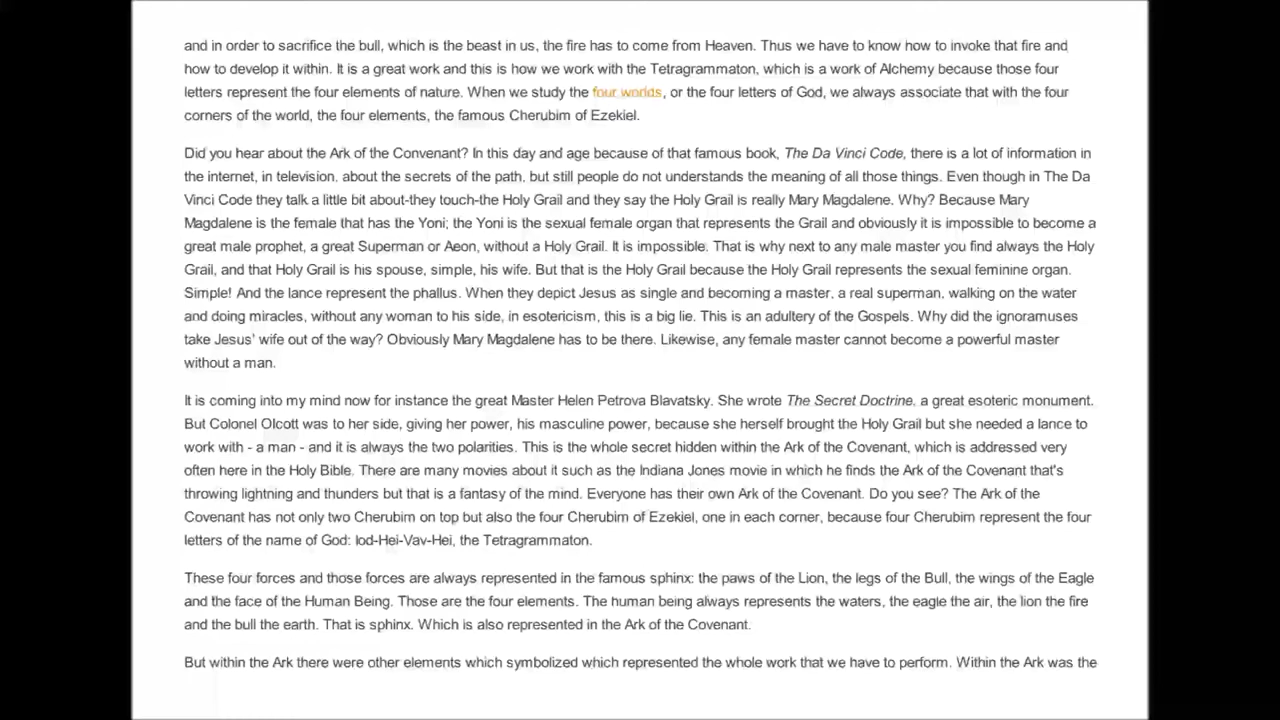 and in order to sacrifice the bull, which is the beast in us, the fire has to come from Heaven. Thus we have to know how to invoke that fire and
how to develop it within. It is a great work and this is how we work with the Tetragrammaton, which is a work of Alchemy because those four
letters represent the four elements of nature. When we study the four worlds, or the four letters of God, we always associate that with the four
corners of the world, the four elements, the famous Cherubim of Ezekiel.
Did you hear about the Ark of the Convenant? In this day and age because of that famous book, The Da Vinci Code, there is a lot of information in
the internet, in television, about the secrets of the path, but still people do not understands the meaning of all those things. Even though in The Da
Vinci Code they talk a little bit about-they touch-the Holy Grail and they say the Holy Grail is really Mary Magdalene. Why? Because Mary
Magdalene is the female that has the Yoni; the Yoni is the sexual female organ that represents the Grail and obviously it is impossible to become a
great male prophet, a great Superman or Aeon, without a Holy Grail. It is impossible. That is why next to any male master you find always the Holy
Grail, and that Holy Grail is his spouse, simple, his wife. But that is the Holy Grail because the Holy Grail represents the sexual feminine organ.
Simple! And the lance represent the phallus. When they depict Jesus as single and becoming a master, a real superman, walking on the water
and doing miracles, without any woman to his side, in esotericism, this is a big lie. This is an adultery of the Gospels. Why did the ignoramuses
take Jesus' wife out of the way? Obviously Mary Magdalene has to be there. Likewise, any female master cannot become a powerful master
without a man.
It is coming into my mind now for instance the great Master Helen Petrova Blavatsky. She wrote The Secret Doctrine, a great esoteric monument.
But Colonel Olcott was to her side, giving her power, his masculine power, because she herself brought the Holy Grail but she needed a lance to
work with - a man - and it is always the two polarities. This is the whole secret hidden within the Ark of the Covenant, which is addressed very
often here in the Holy Bible. There are many movies about it such as the Indiana Jones movie in which he finds the Ark of the Covenant that's
throwing lightning and thunders but that is a fantasy of the mind. Everyone has their own Ark of the Covenant. Do you see? The Ark of the
Covenant has not only two Cherubim on top but also the four Cherubim of Ezekiel, one in each corner, because four Cherubim represent the four
letters of the name of God: Iod-Hei-Vav-Hei, the Tetragrammaton.
These four forces and those forces are always represented in the famous sphinx: the paws of the Lion, the legs of the Bull, the wings of the Eagle
and the face of the Human Being. Those are the four elements. The human being always represents the waters, the eagle the air, the lion the fire
and the bull the earth. That is sphinx. Which is also represented in the Ark of the Covenant.
But within the Ark there were other elements which symbolized which represented the whole work that we have to perform. Within the Ark was the